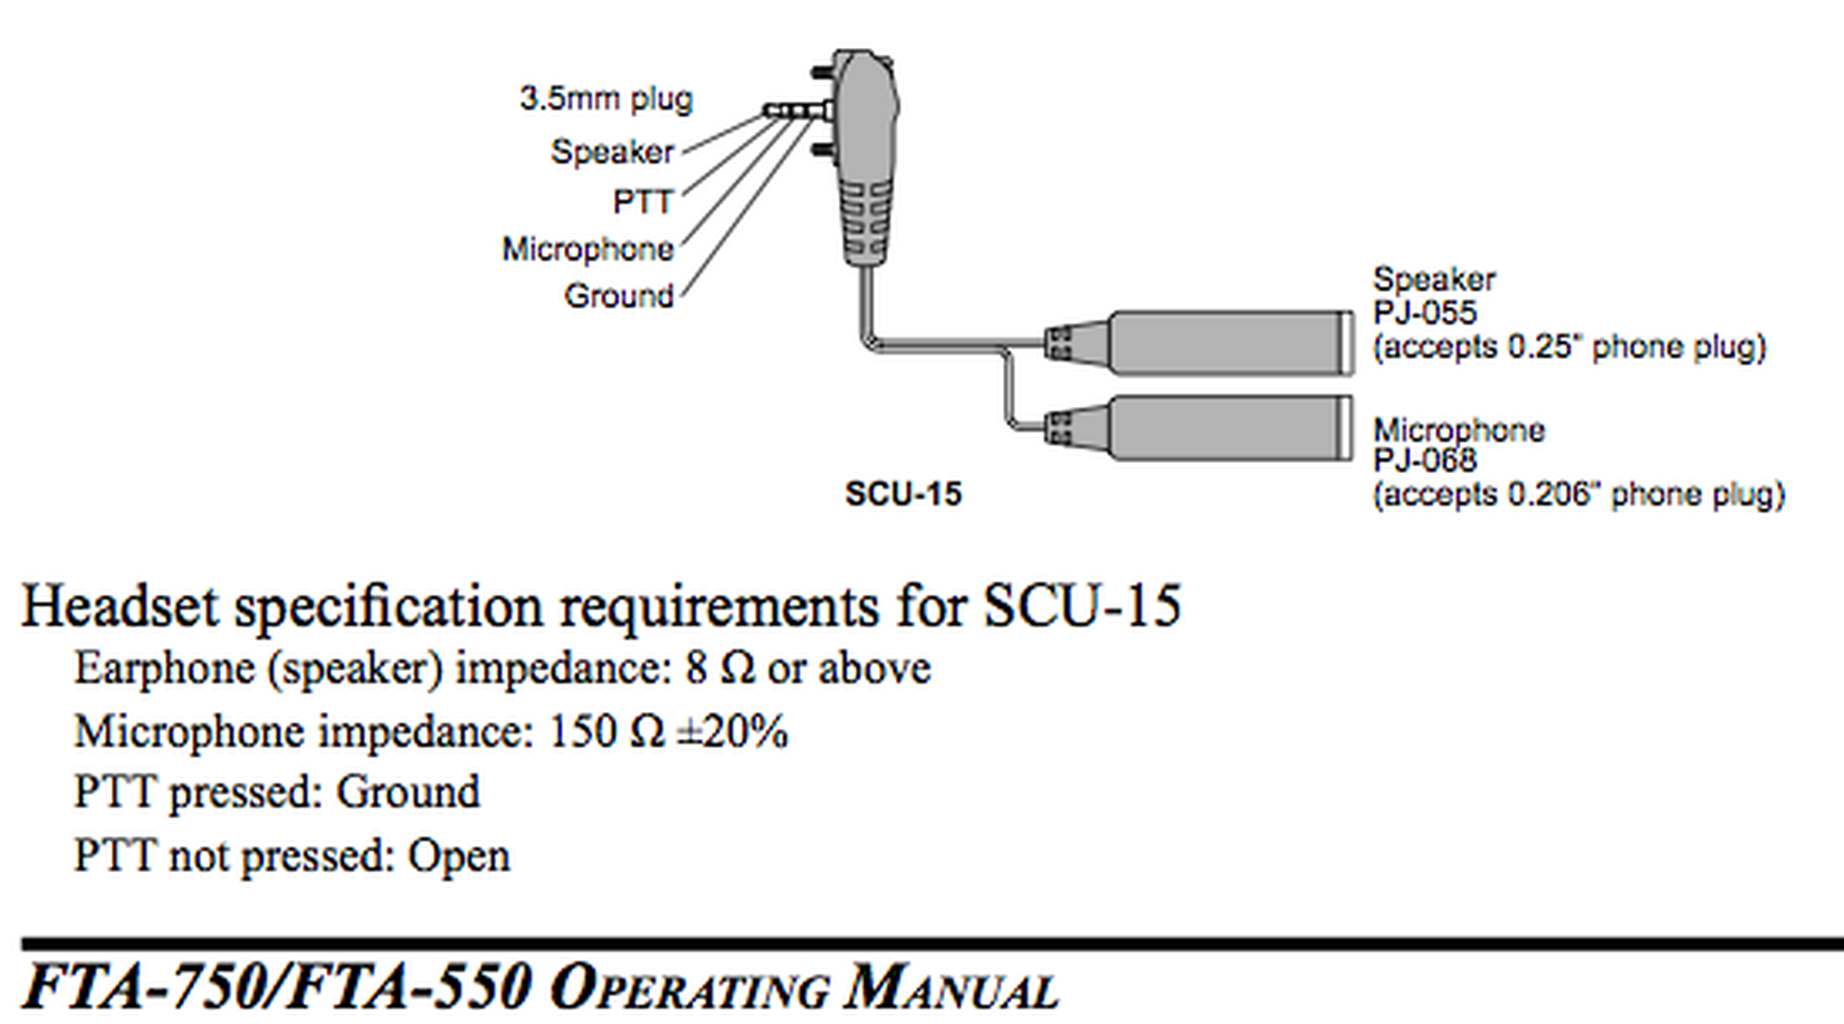 3.5mm plug
Speaker
PTT
Microphone
Ground
Speaker
PJ-055
(accepts 0.25" phone plug)
Microphone
PJ-068
(accepts 0.206" phone plug)
SCU-15
Headset specification requirements for SCU-15
Earphone (speaker) impedance: 8 Ω or above
Microphone impedance: 150 Ω ±20%
PTT pressed: Ground
PTT not pressed: Open
FTA-750/FTA-550 OPERATING MANUAL